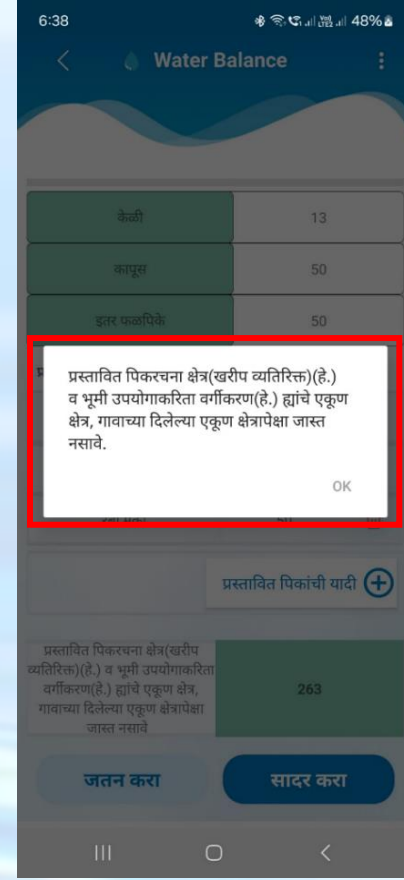 6:38
48%
Water Balance
केळी 13
कापूस 50
इतर फळपिके 50
प्रस्तावित पिकरचना क्षेत्र(खरीप व्यतिरिक्त)(हे.)
व भूमी उपयोगाकरिता वर्गीकरण(हे.) ह्यांचे एकूण
क्षेत्र, गावाच्या दिलेल्या एकूण क्षेत्रापेक्षा जास्त
नसावे.
OK
प्रस्तावित पिकांची यादी
प्रस्तावित पिकरचना क्षेत्र(खरीप
व्यतिरिक्त)(हे.) व भूमी उपयोगाकरिता
वर्गीकरण(हे.) ह्यांचे एकूण क्षेत्र,
गावाच्या दिलेल्या एकूण क्षेत्रापेक्षा
जास्त नसावे
263
जतन करा
सादर करा